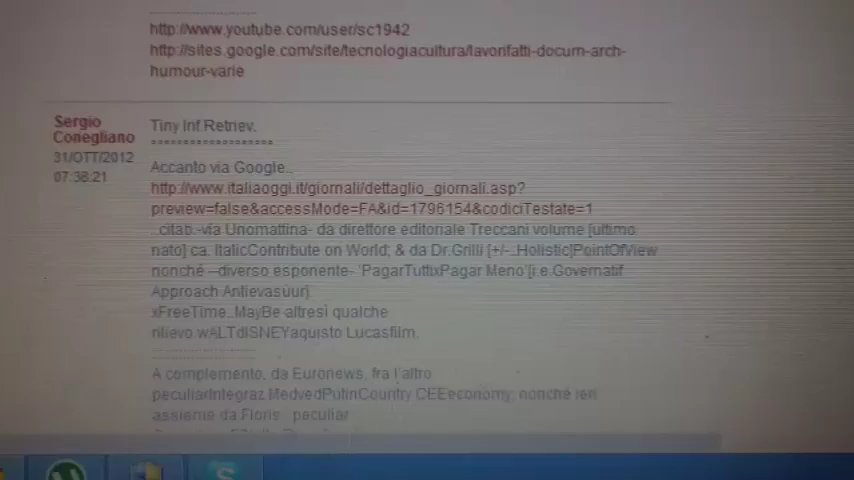 http://www.youtube.com/user/sc1942
http://sites.google.com/site/tecnologiacultura/lavorifatti-docum-arch-
humour-varie
Sergio
Conegliano
31/OTT/2012
07:38:21
Tiny Inf.Retriev.
°°°°°°°°°°°°°°°°°°°
Accanto via Google..
http://www.italiaoggi.it/giornali/dettaglio_giornali.asp?
preview=false&accessMode=FA&id=1796154&codiciTestate=1
..citab.-via Unomattina- da direttore editoriale Treccani volume [ultimo
nato] ca. ItalicContribute on World; & da Dr.Grilli [+/-..Holistic]PointOfView
nonché --diverso esponente- 'PagarTuttixPagar Meno'[i.e.Governatif
Approach Antievasùur]
xFreeTime..MayBe altresì qualche
rilievo wALTdISNEYaquisto Lucasfilm.
A complemento, da Euronews, fra l'altro
peculiarIntegraz.MedvedPutinCountry CEEeconomy; nonché ieri
assieme da Floris.. peculiar